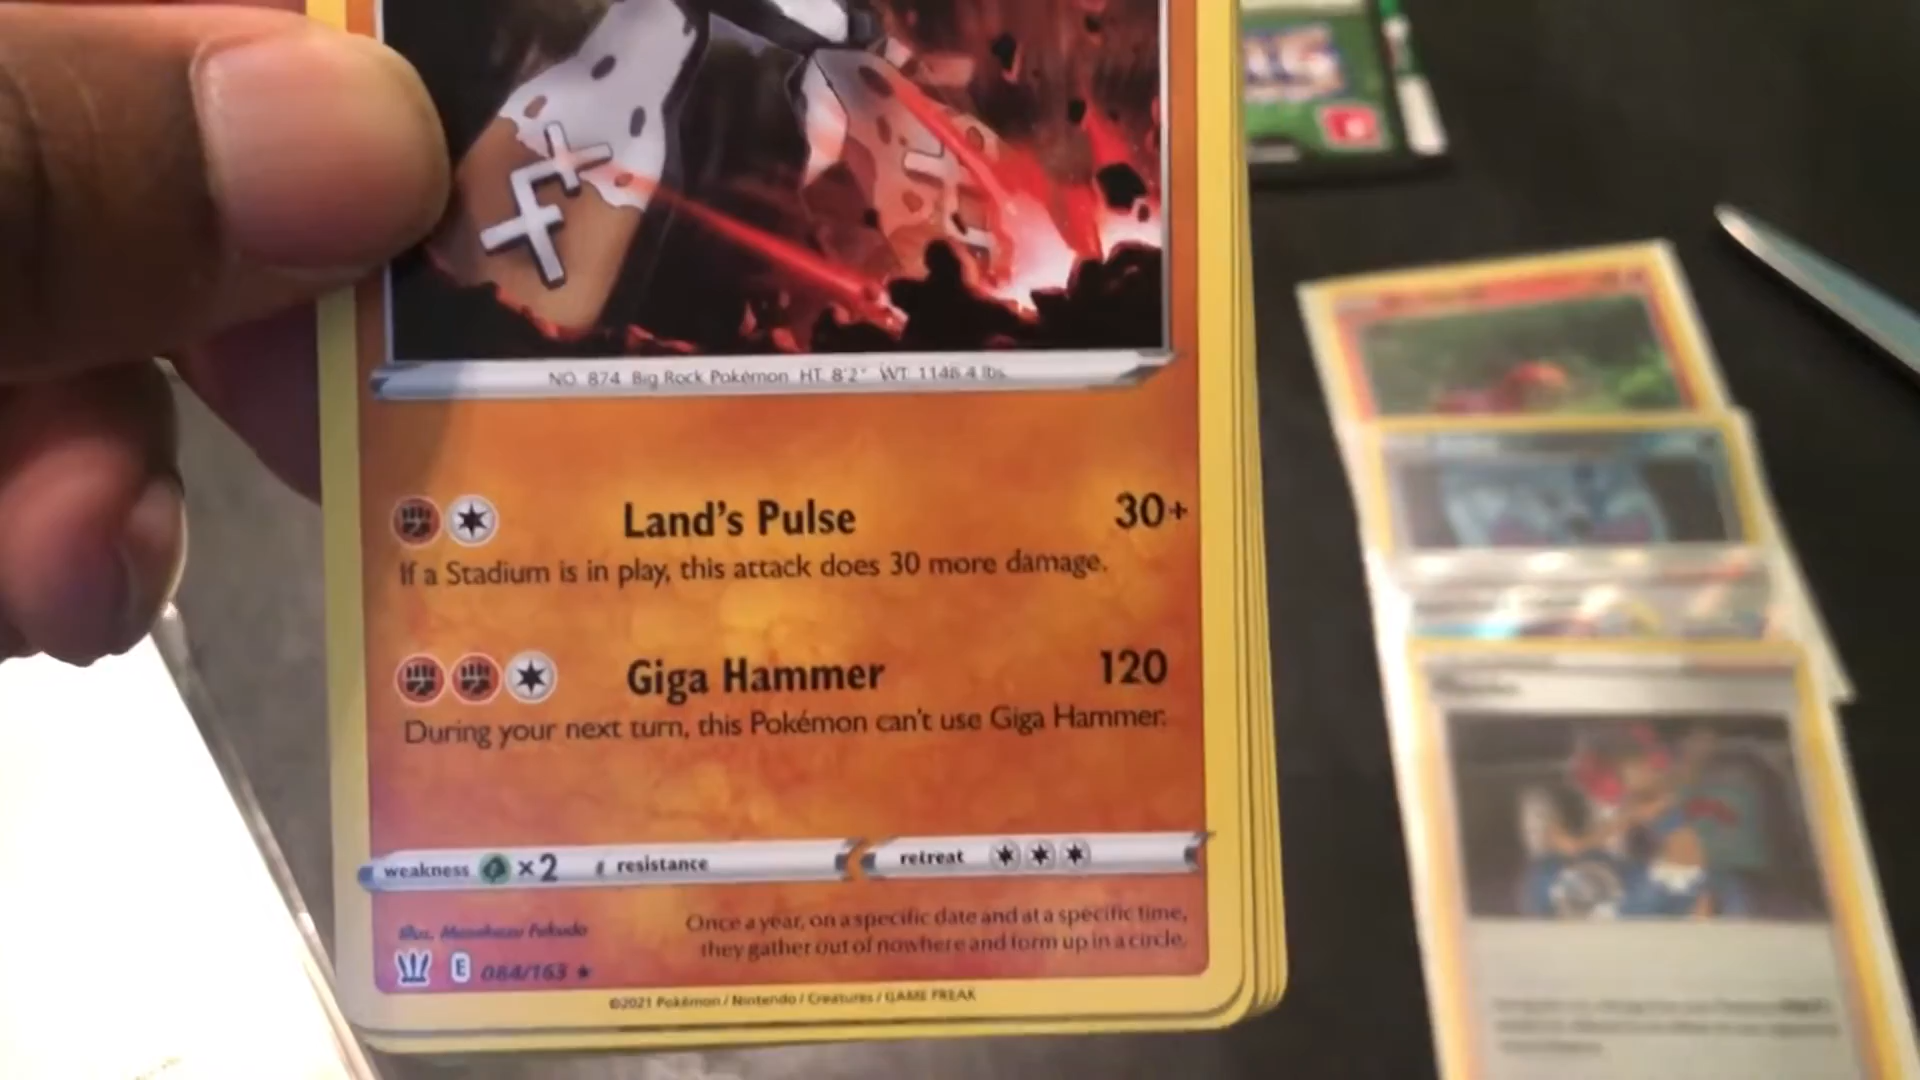 NO. 874 Big Rock Pokémon HT. 8'2" WT. 1146.4 lbs.
Land's Pulse 30+
If a Stadium is in play, this attack does 30 more damage.
Giga Hammer 120
During your next turn, this Pokémon can't use Giga Hammer.
weakness ×2 resistance retreat
Once a year, on a specific date and at a specific time,
they gather out of nowhere and form up in a circle.
Illus. Masakazu Fukuda
E 084/163 ★
©2021 Pokémon / Nintendo / Creatures / GAME FREAK